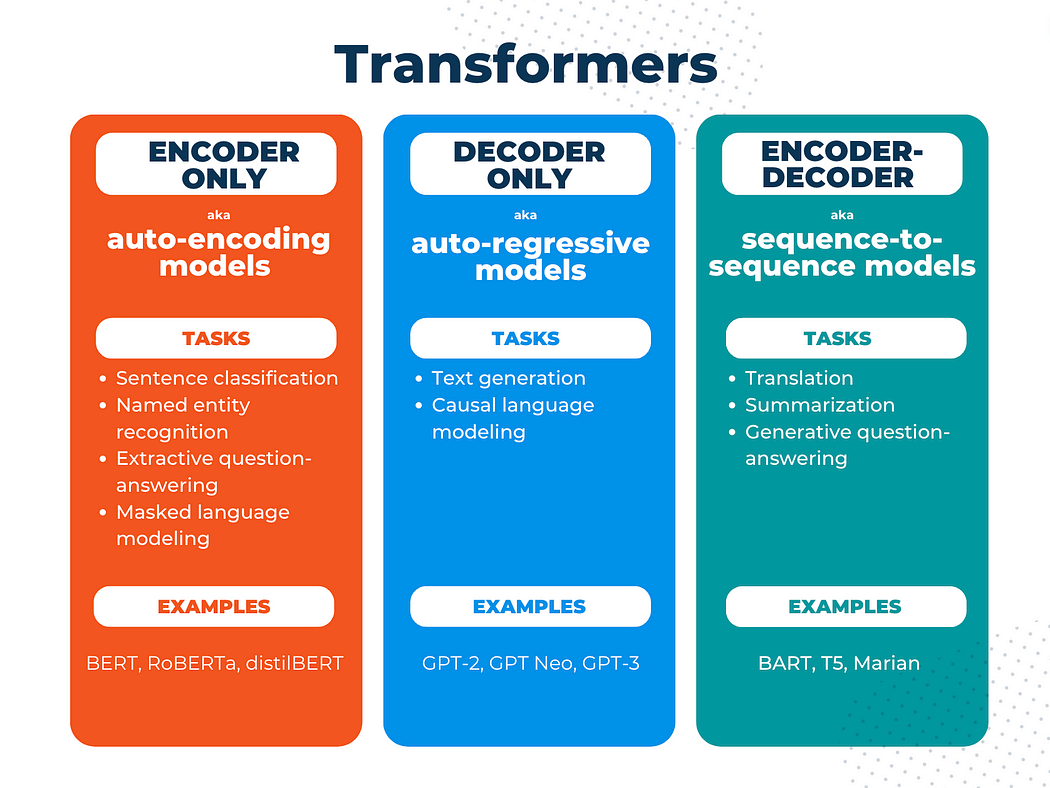 Transformers
ENCODER
ONLY
aka
auto-encoding
models
TASKS
Sentence classification
Named entity
recognition
Extractive question-
answering
Masked language
modeling
EXAMPLES
BERT, RoBERTa, distilBERT
DECODER
ONLY
aka
auto-regressive
models
TASKS
Text generation
Causal language
modeling
EXAMPLES
GPT-2, GPT Neo, GPT-3
ENCODER-
DECODER
aka
sequence-to-
sequence models
TASKS
Translation
Summarization
Generative question-
answering
EXAMPLES
BART, T5, Marian